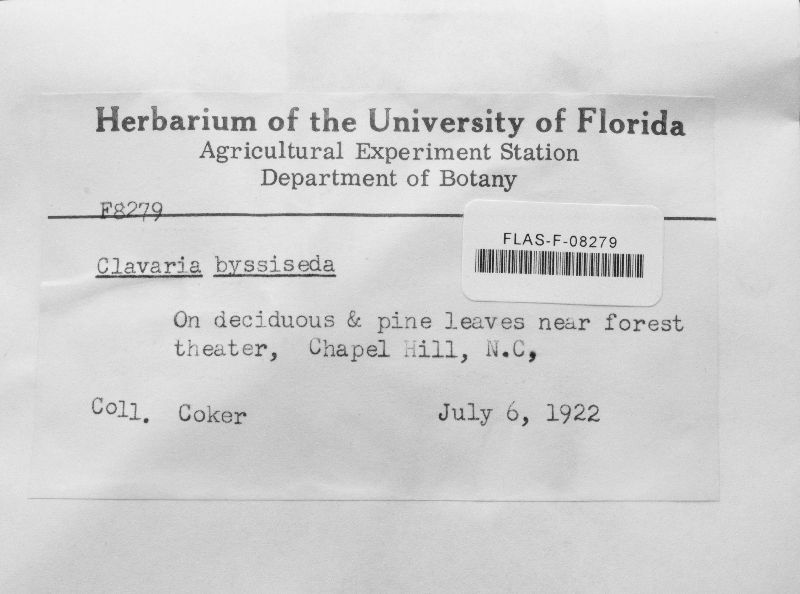 Herbarium of the University of Florida
Agricultural Experiment Station
Department of Botany
F8279
FLAS-F-08279
Clavaria byssiseda
On deciduous & pine leaves near forest
theater, Chapel Hill, N.C,
Coll. Coker July 6, 1922